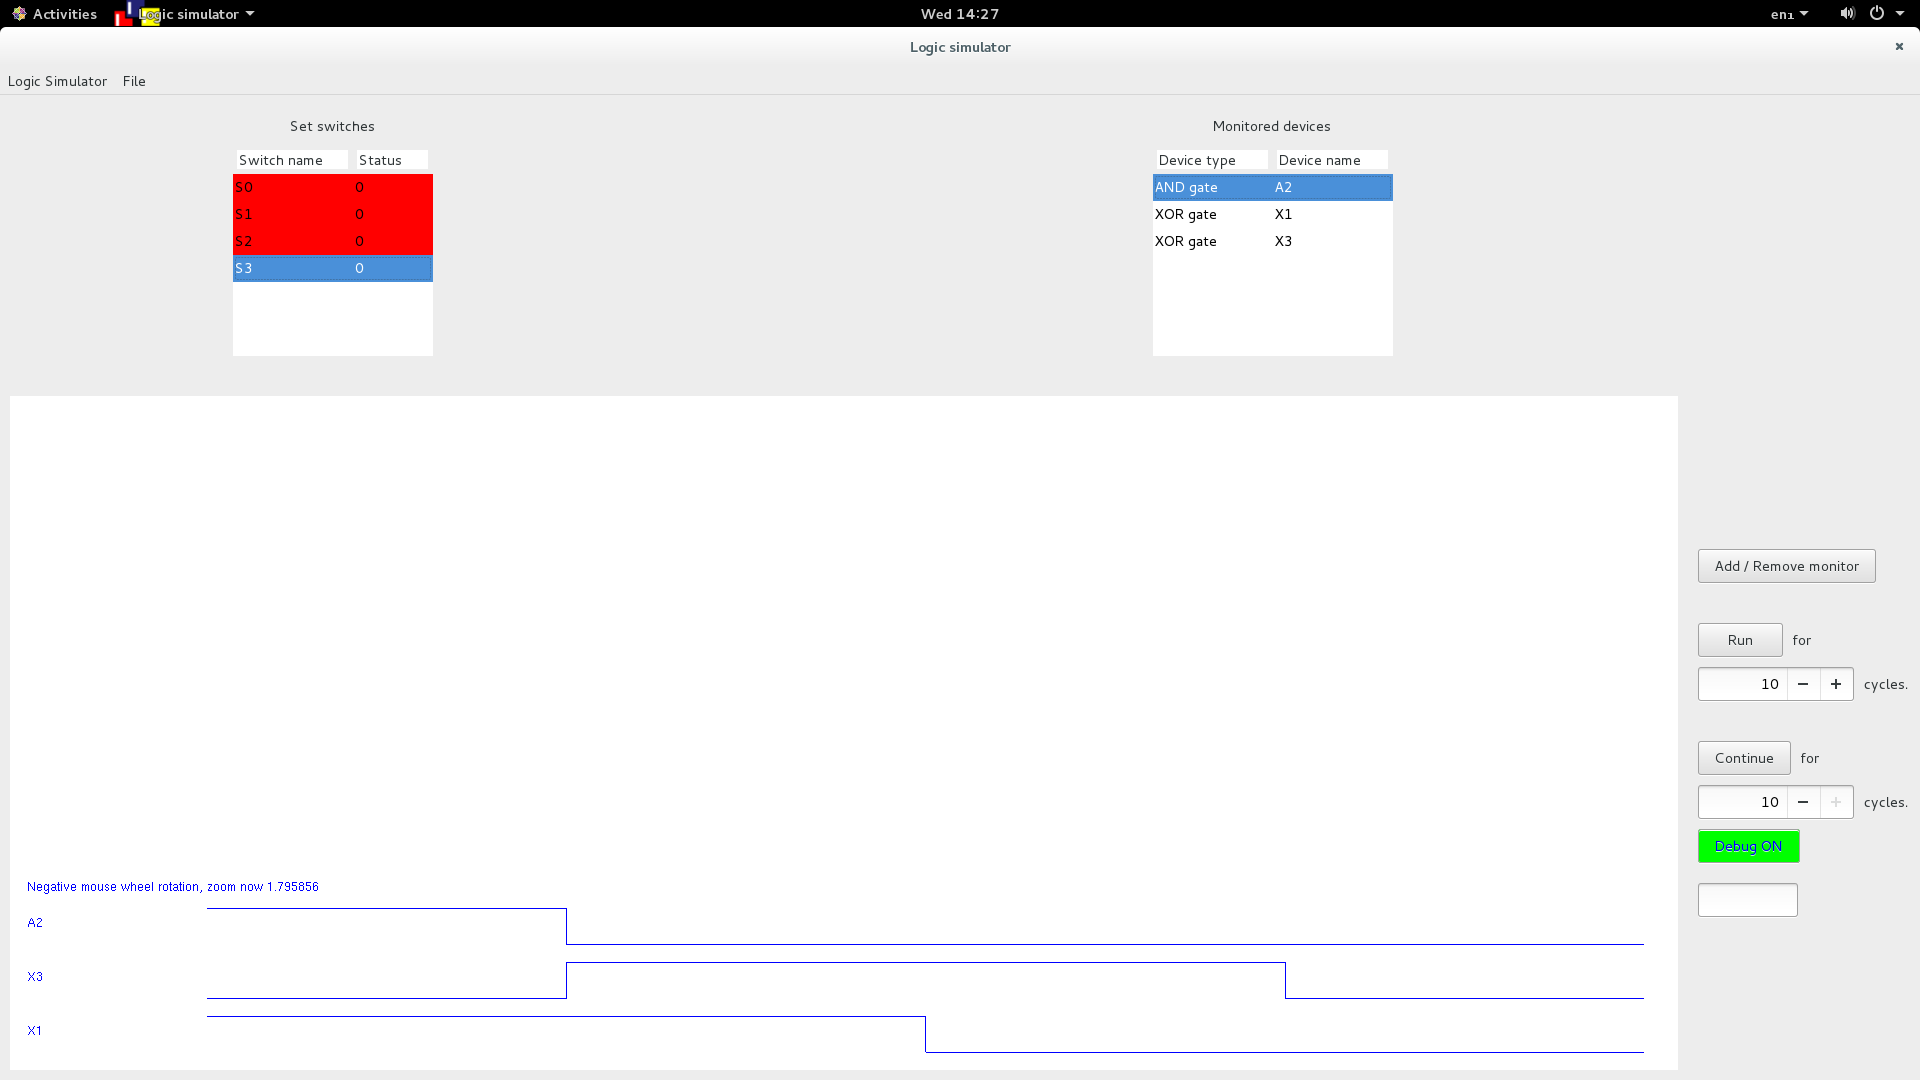 Activities Logic simulator Wed 14:27 en1
Logic simulator
Logic Simulator File
Set switches Monitored devices
Switch name Status Device type Device name
S0 0 AND gate A2
S1 0 XOR gate X1
S2 0 XOR gate X3
S3 0
Add / Remove monitor
Run for
10 − + cycles.
Continue for
10 − + cycles.
Debug ON
Negative mouse wheel rotation, zoom now 1.795856
A2
X3
X1